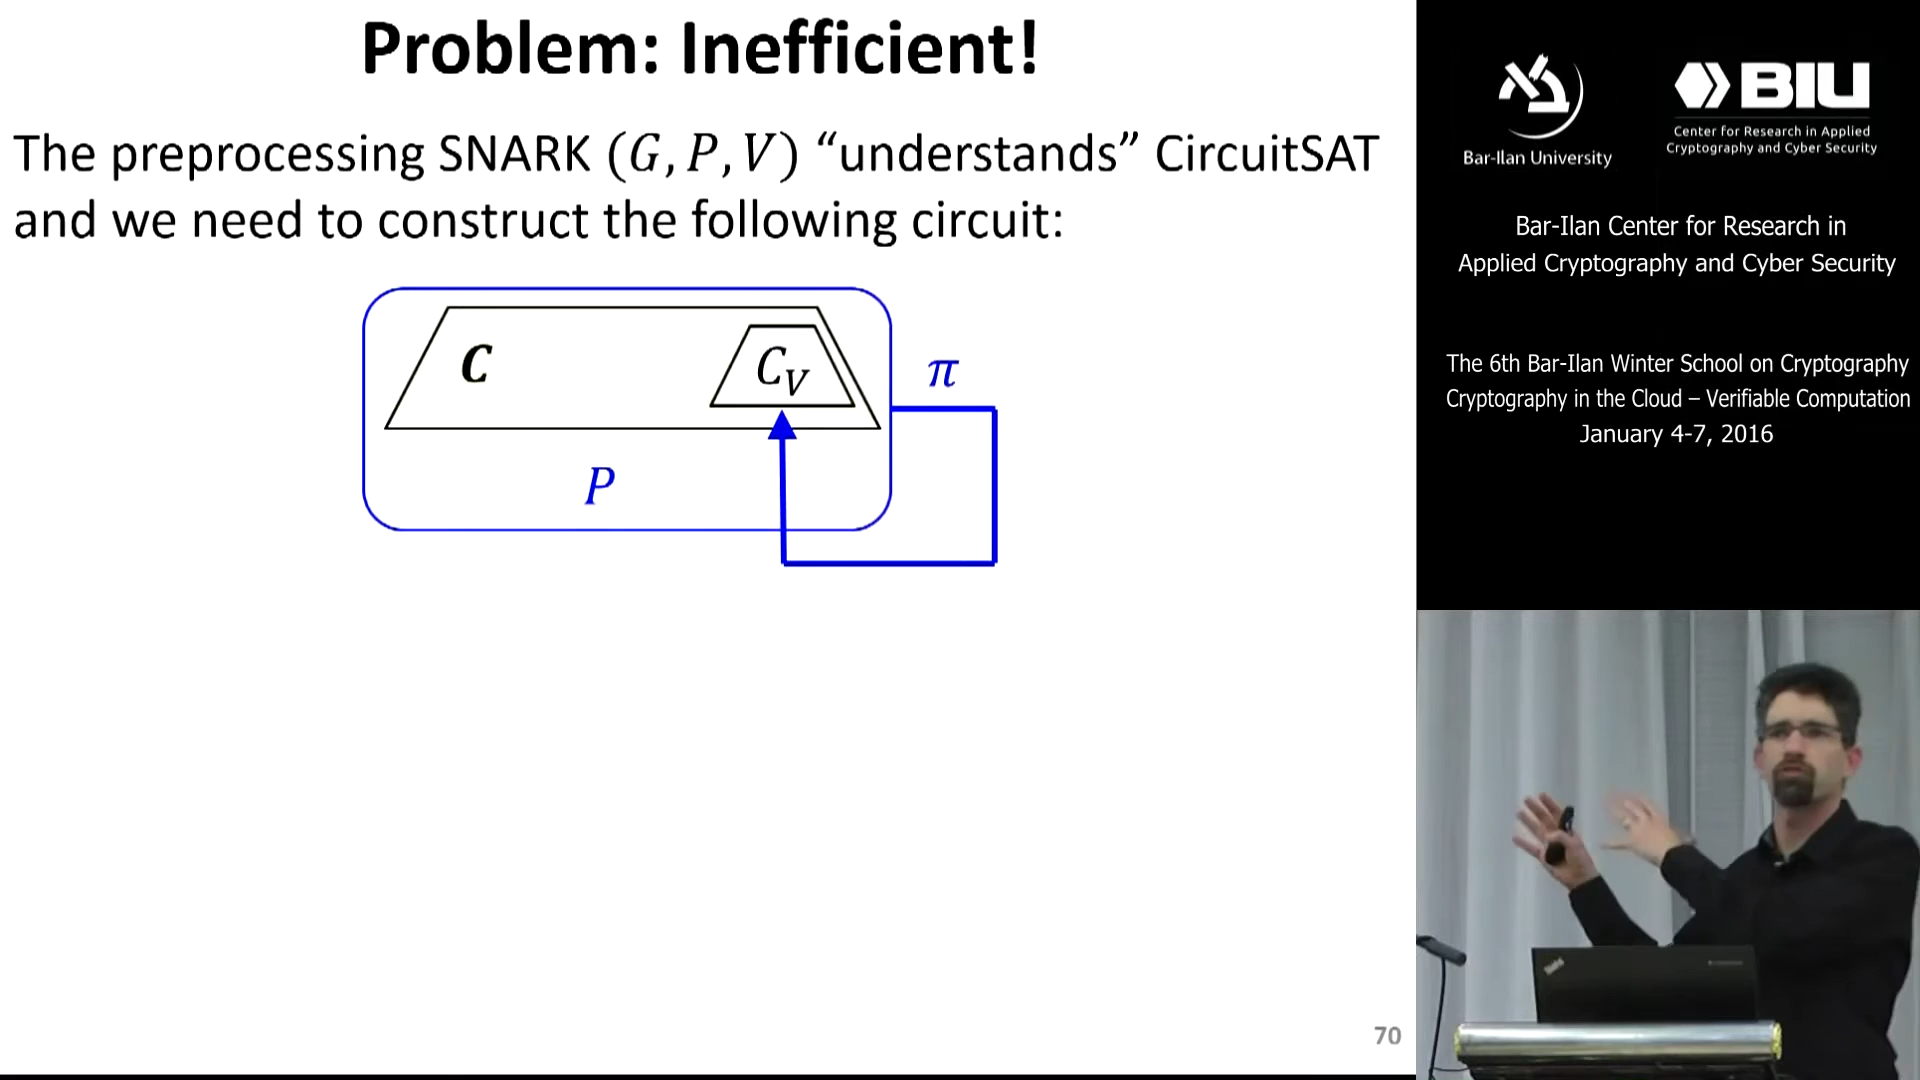 Problem: Inefficient!
The preprocessing SNARK (G, P, V) “understands” CircuitSAT
and we need to construct the following circuit:
C
C_V
π
P
70
Bar-Ilan University
BIU
Center for Research in Applied
Cryptography and Cyber Security
Bar-Ilan Center for Research in
Applied Cryptography and Cyber Security
The 6th Bar-Ilan Winter School on Cryptography
Cryptography in the Cloud – Verifiable Computation
January 4-7, 2016